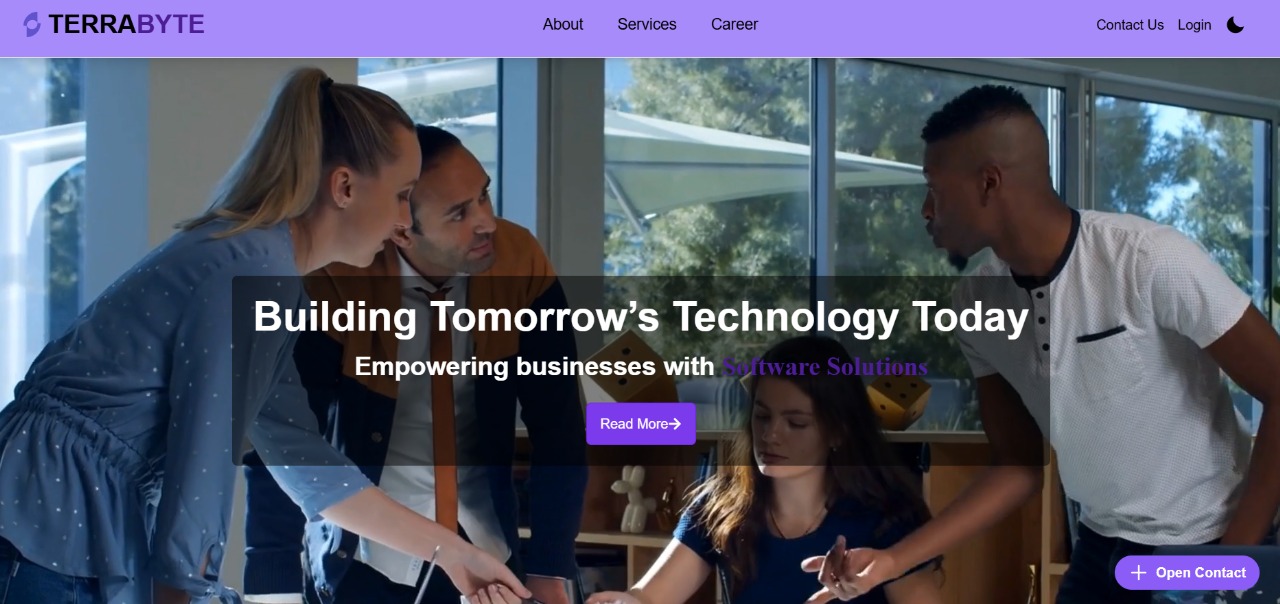 TERRABYTE
About Services Career
Contact Us Login
Building Tomorrow’s Technology Today
Empowering businesses with Software Solutions
Read More
Open Contact